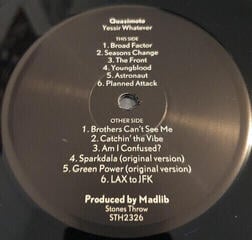 Quasimoto
Yessir Whatever
THIS SIDE
1. Broad Factor
2. Seasons Change
3. The Front
4. Youngblood
5. Astronaut
6. Planned Attack
OTHER SIDE
1. Brothers Can't See Me
2. Catchin' the Vibe
3. Am I Confused?
4. Sparkdala (original version)
5. Green Power (original version)
6. LAX to JFK
Produced by Madlib
Stones Throw
STH2326